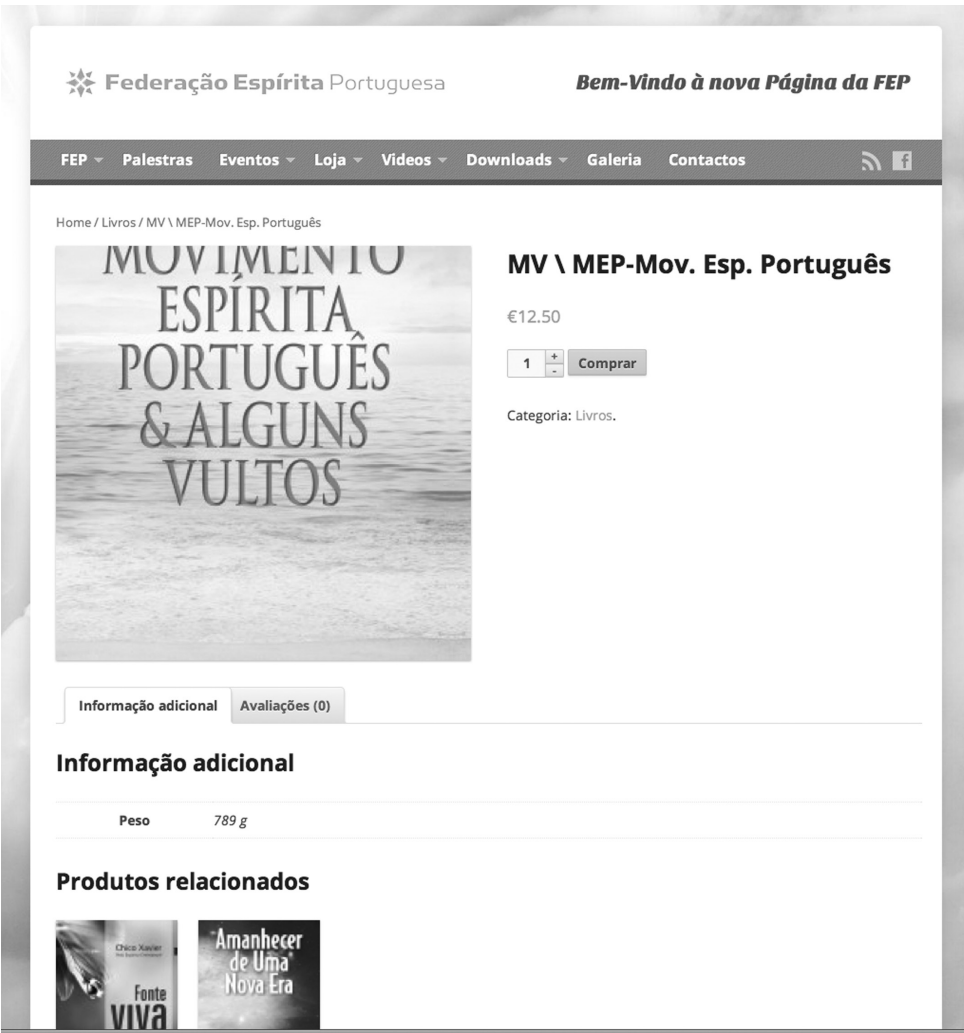 Federação Espírita Portuguesa
Bem-Vindo à nova Página da FEP
FEP Palestras Eventos Loja Videos Downloads Galeria Contactos
Home / Livros / MV \ MEP-Mov. Esp. Português
MOVIMENTO
ESPÍRITA
PORTUGUÊS
& ALGUNS
VULTOS
MV \ MEP-Mov. Esp. Português
€12.50
1 + - Comprar
Categoria: Livros.
Informação adicional Avaliações (0)
Informação adicional
Peso 789 g
Produtos relacionados
Chico Xavier
Fonte
VIVA
Amanhecer
de Uma
Nova Era